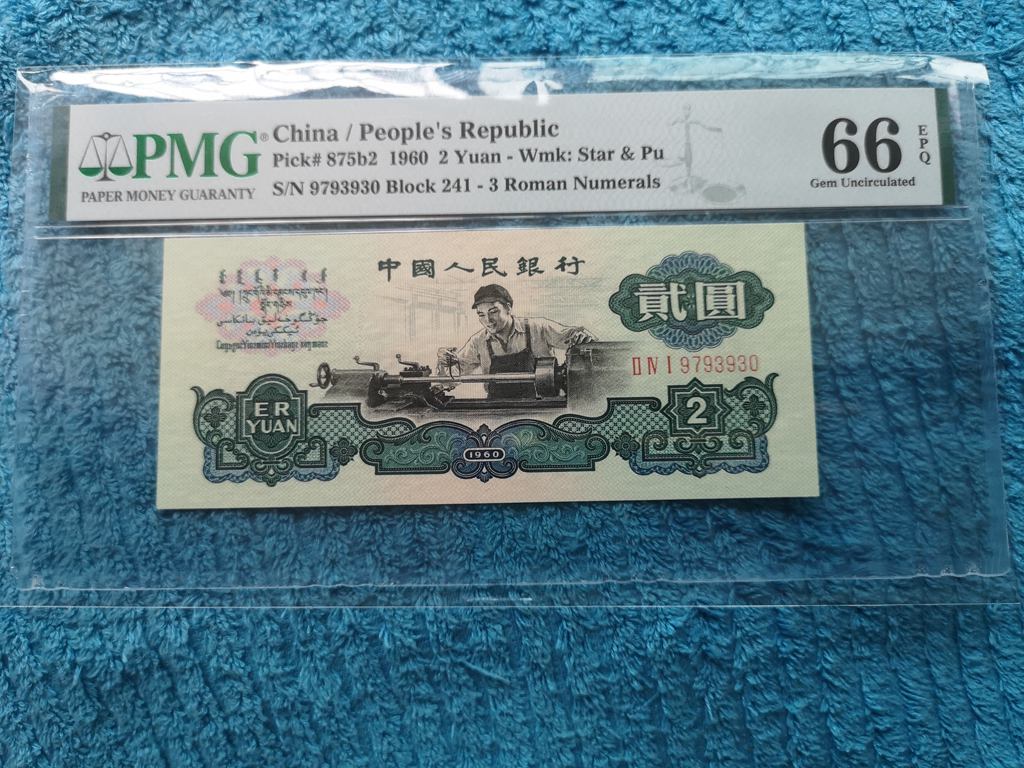 PMG®
PAPER MONEY GUARANTY
China / People's Republic
Pick# 875b2 1960 2 Yuan - Wmk: Star & Pu
S/N 9793930 Block 241 - 3 Roman Numerals
66
EPQ
Gem Uncirculated
中國人民銀行
貳圓
II IV I 9793930
ER
YUAN
2
1960